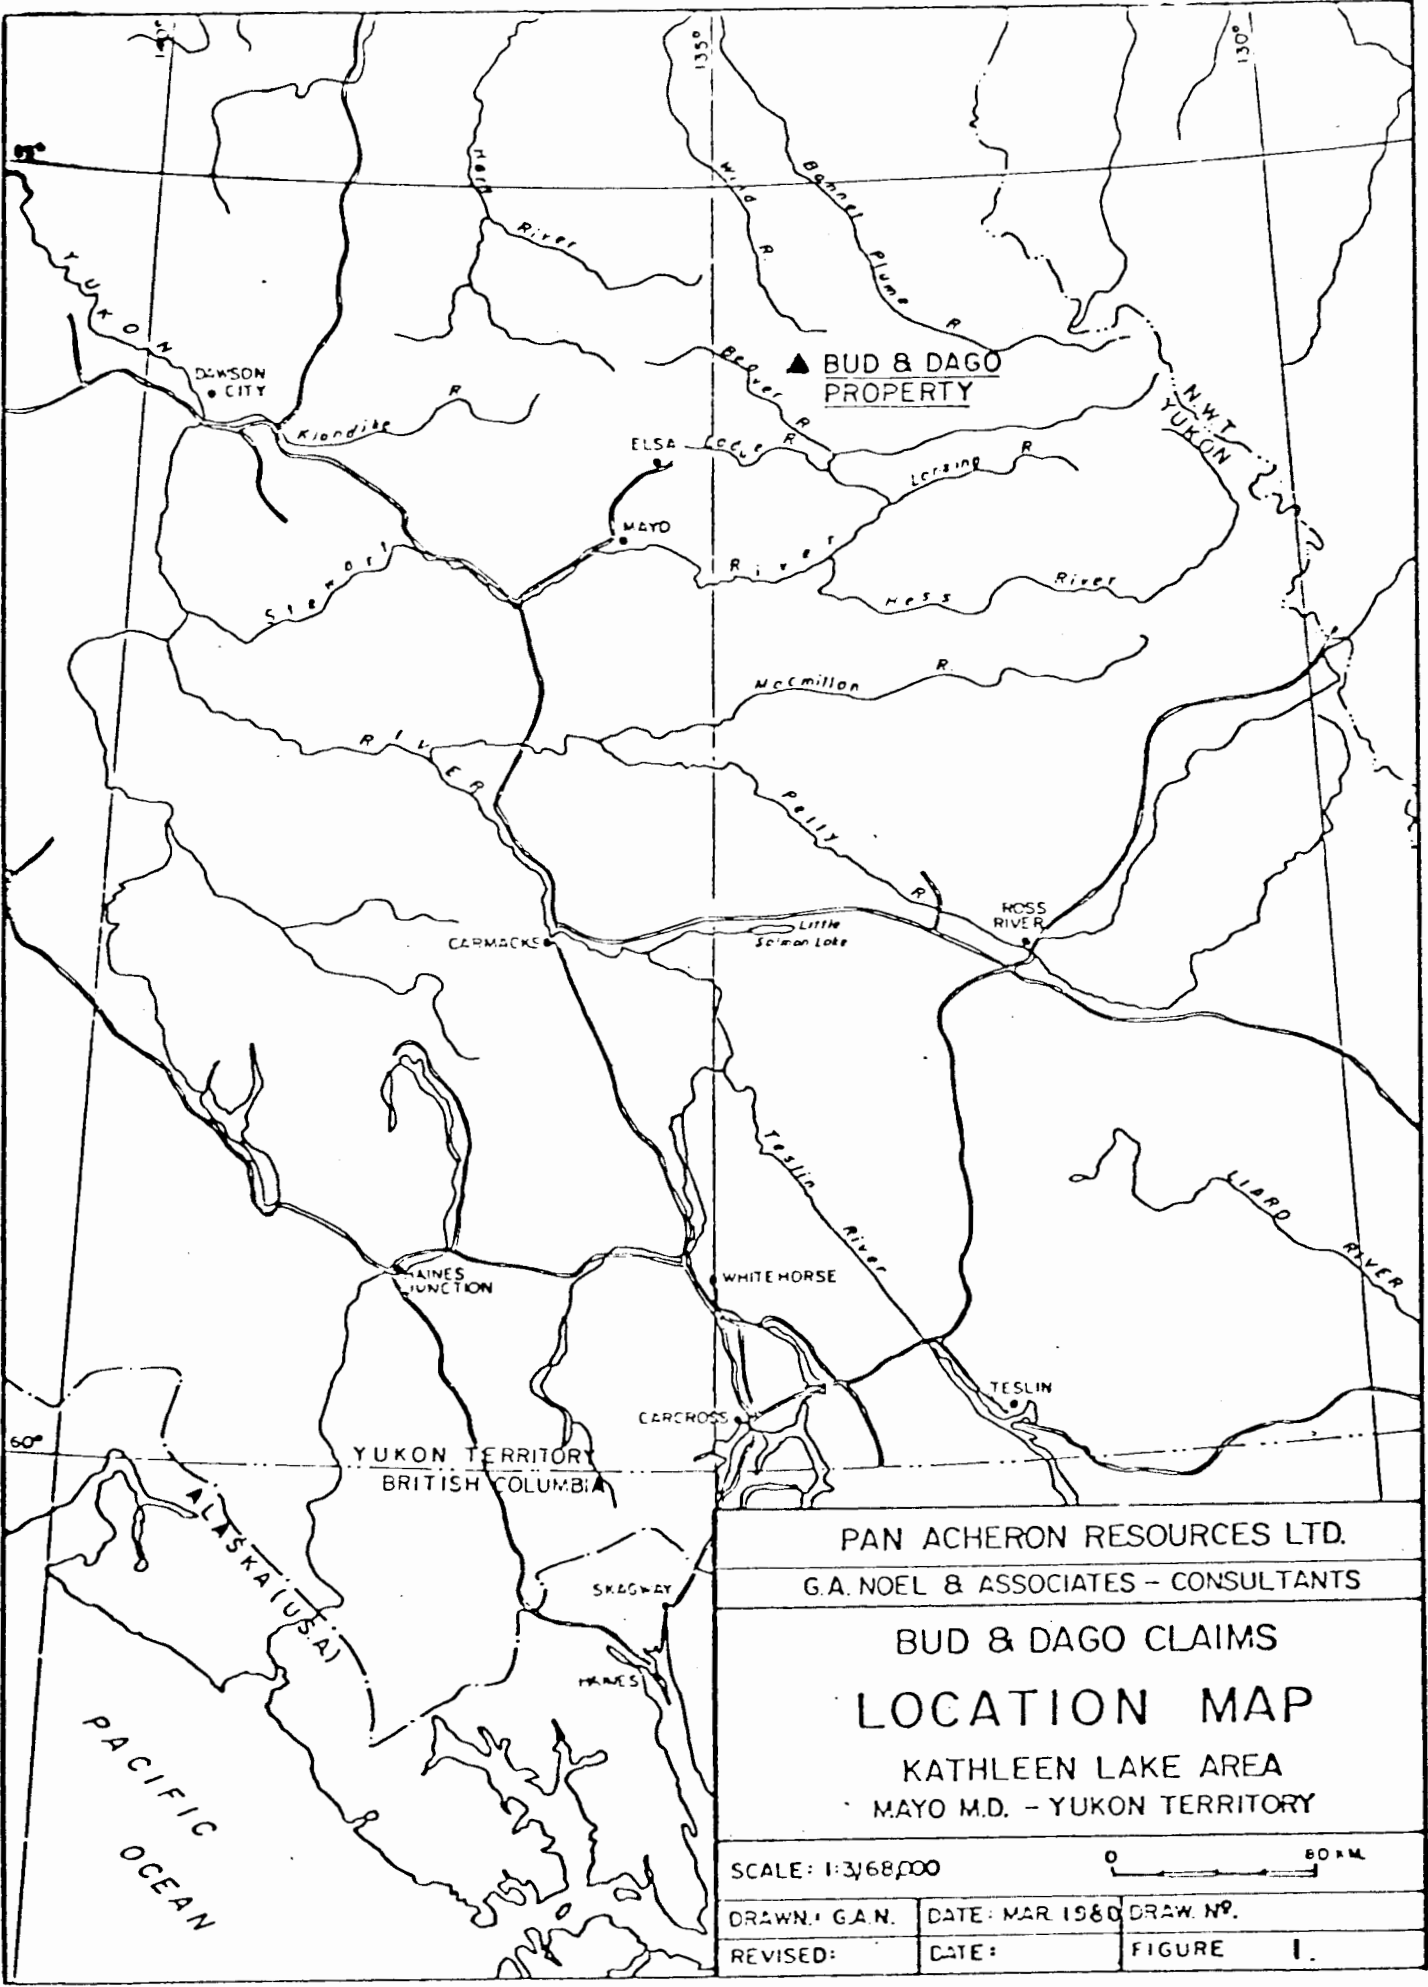 135°
130°
Hart
River
Wind
R.
Bonnet
Plume
R
YUKON
DAWSON
CITY
Klondike
R
Beaver
R
BUD & DAGO
PROPERTY
N.W.T.
YUKON
ELSA
R
Lansing
R
MAYO
Stewart
River
Hess
River
Macmillan
R.
RIVER
Pelly
R
ROSS
RIVER
CARMACKS
Little
Salmon Lake
Teslin
River
LIARD
RIVER
HAINES
JUNCTION
WHITEHORSE
TESLIN
CARCROSS
60°
YUKON TERRITORY
BRITISH COLUMBIA
ALASKA (U.S.A)
SKAGWAY
HAINES
PACIFIC
OCEAN
PAN ACHERON RESOURCES LTD.
G.A. NOEL & ASSOCIATES - CONSULTANTS
BUD & DAGO CLAIMS
LOCATION MAP
KATHLEEN LAKE AREA
MAYO M.D. - YUKON TERRITORY
SCALE: 1:3,168,000
0 80 KM.
DRAWN: G.A.N. DATE: MAR. 1980 DRAW. Nº.
REVISED: DATE: FIGURE 1.